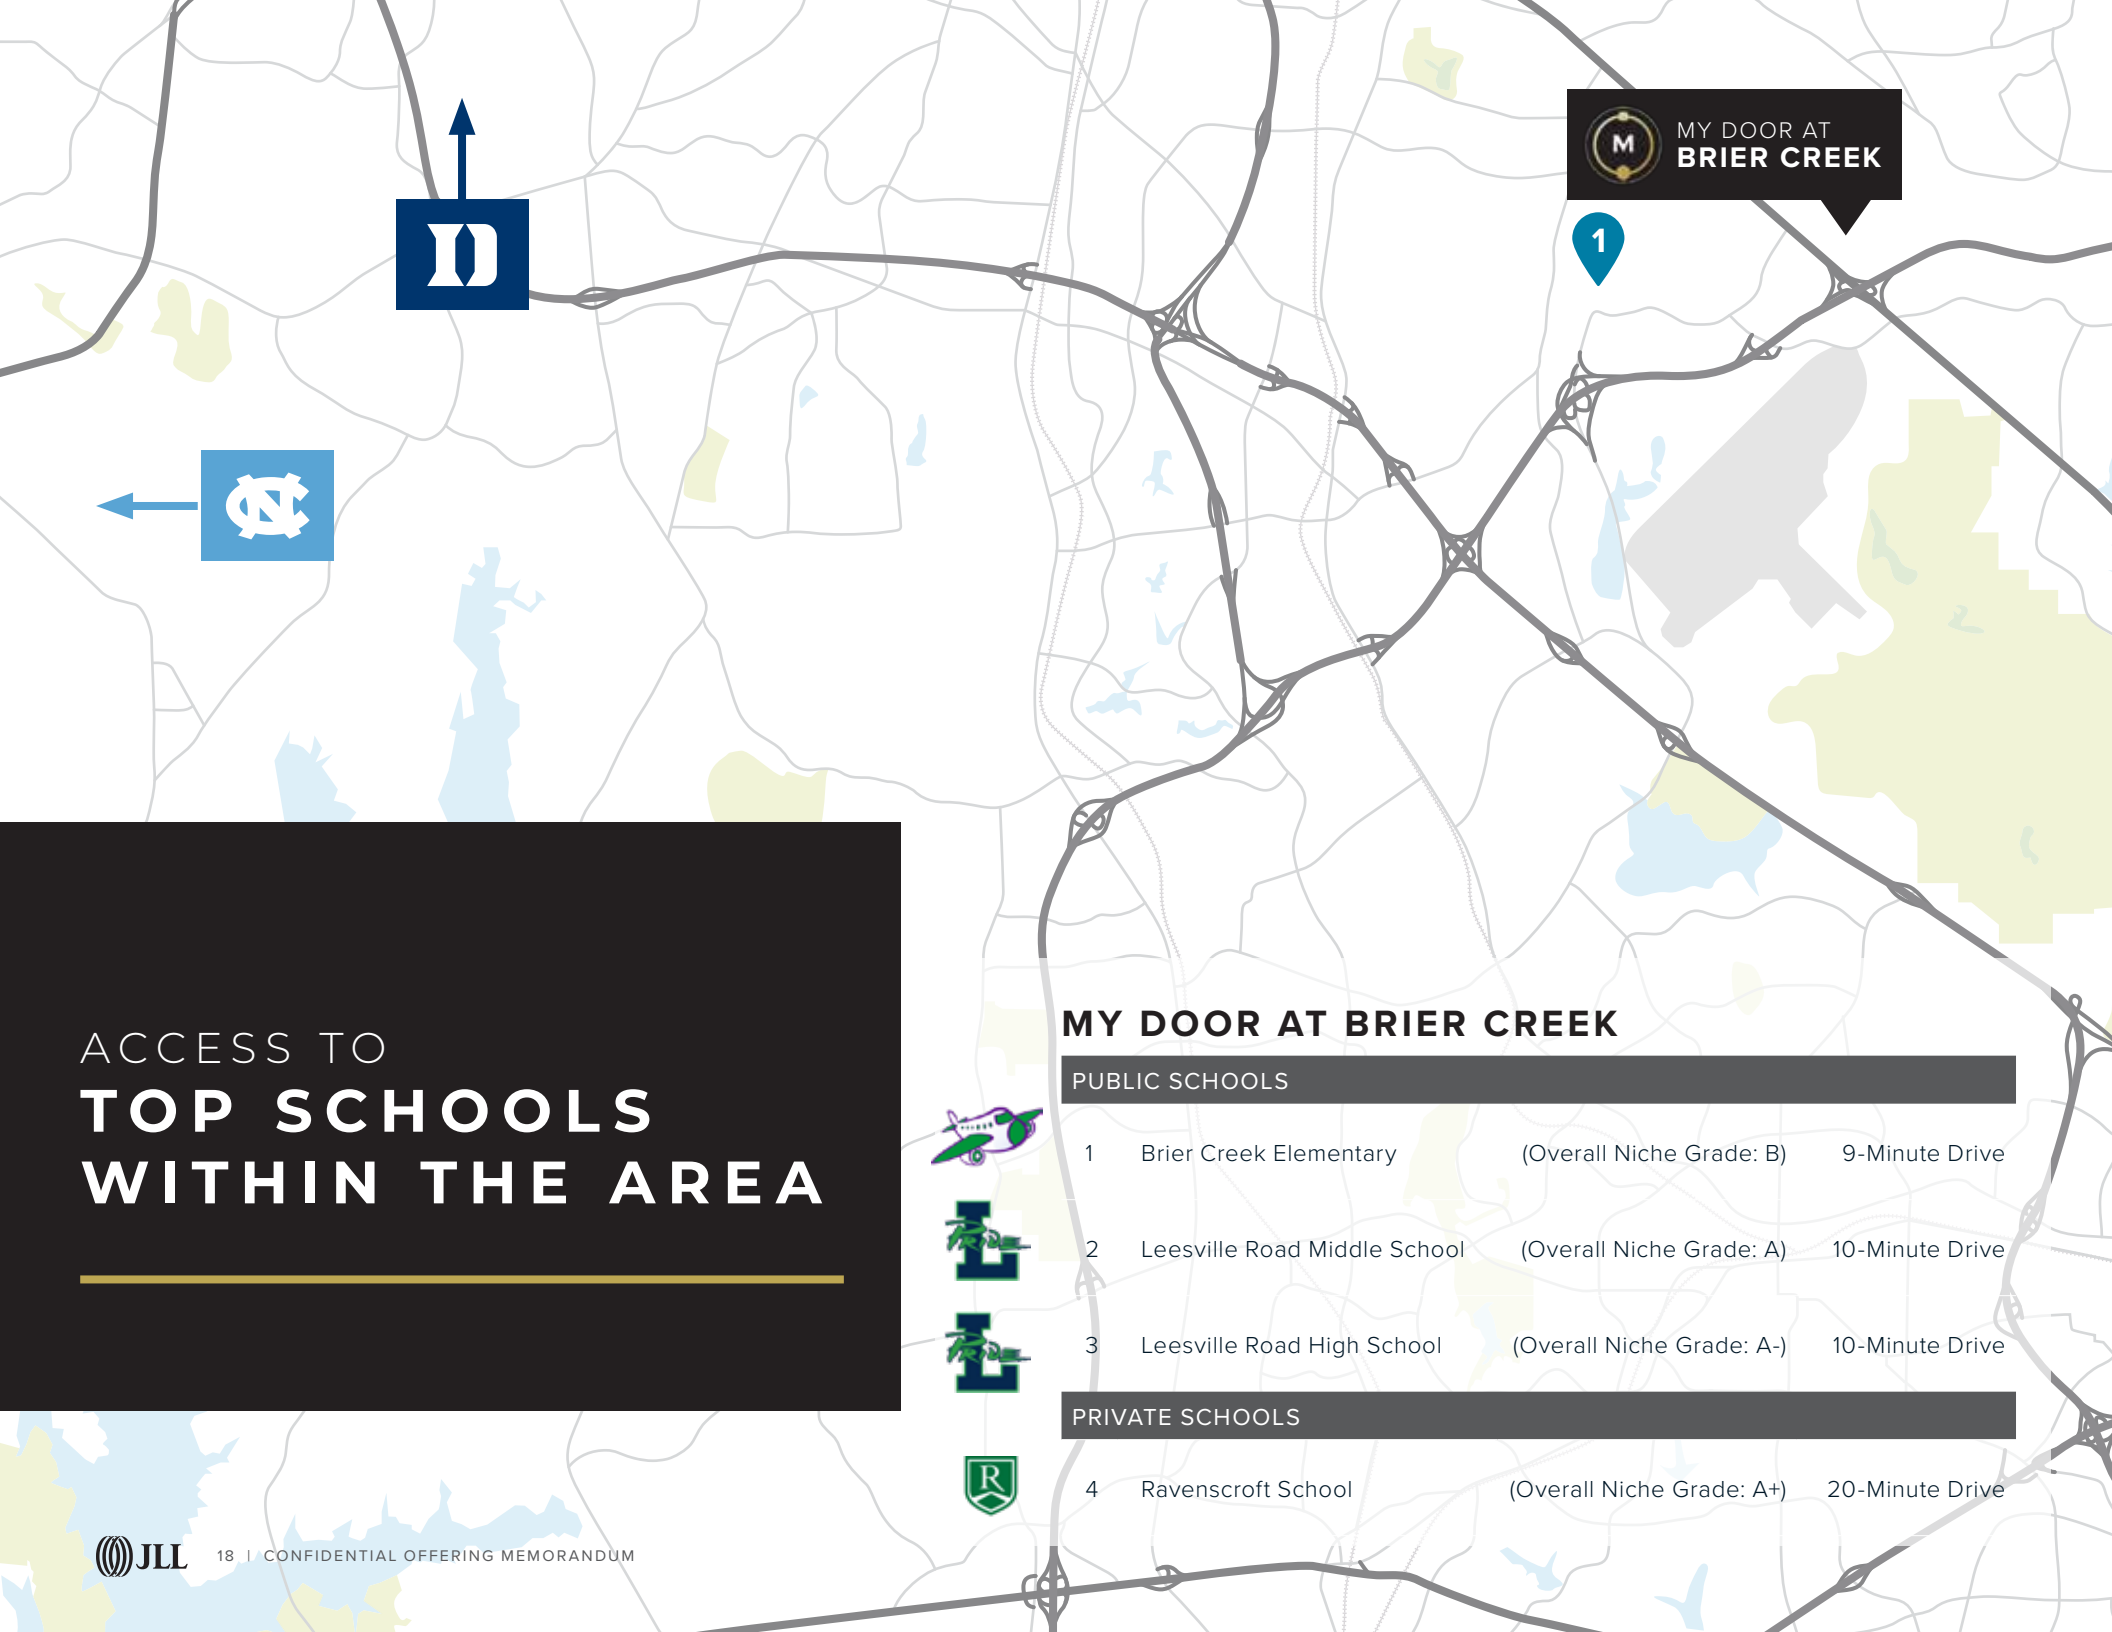 D
NC
M
MY DOOR AT
BRIER CREEK
1
ACCESS TO
TOP SCHOOLS
WITHIN THE AREA
MY DOOR AT BRIER CREEK
PUBLIC SCHOOLS
1 Brier Creek Elementary (Overall Niche Grade: B) 9-Minute Drive
L PRIDE
2 Leesville Road Middle School (Overall Niche Grade: A) 10-Minute Drive
L PRIDE
3 Leesville Road High School (Overall Niche Grade: A-) 10-Minute Drive
PRIVATE SCHOOLS
R
4 Ravenscroft School (Overall Niche Grade: A+) 20-Minute Drive
JLL 18 | CONFIDENTIAL OFFERING MEMORANDUM